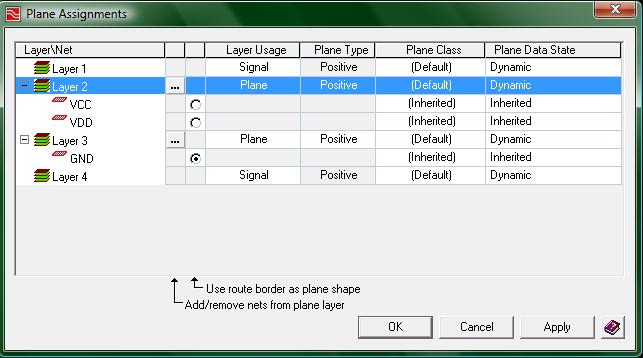 Plane Assignments
Layer\Net Layer Usage Plane Type Plane Class Plane Data State
Layer 1 Signal Positive (Default) Dynamic
Layer 2 ... Plane Positive (Default) Dynamic
VCC (Inherited) Inherited
VDD (Inherited) Inherited
Layer 3 ... Plane Positive (Default) Dynamic
GND (Inherited) Inherited
Layer 4 Signal Positive (Default) Dynamic
Use route border as plane shape
Add/remove nets from plane layer
OK Cancel Apply ?